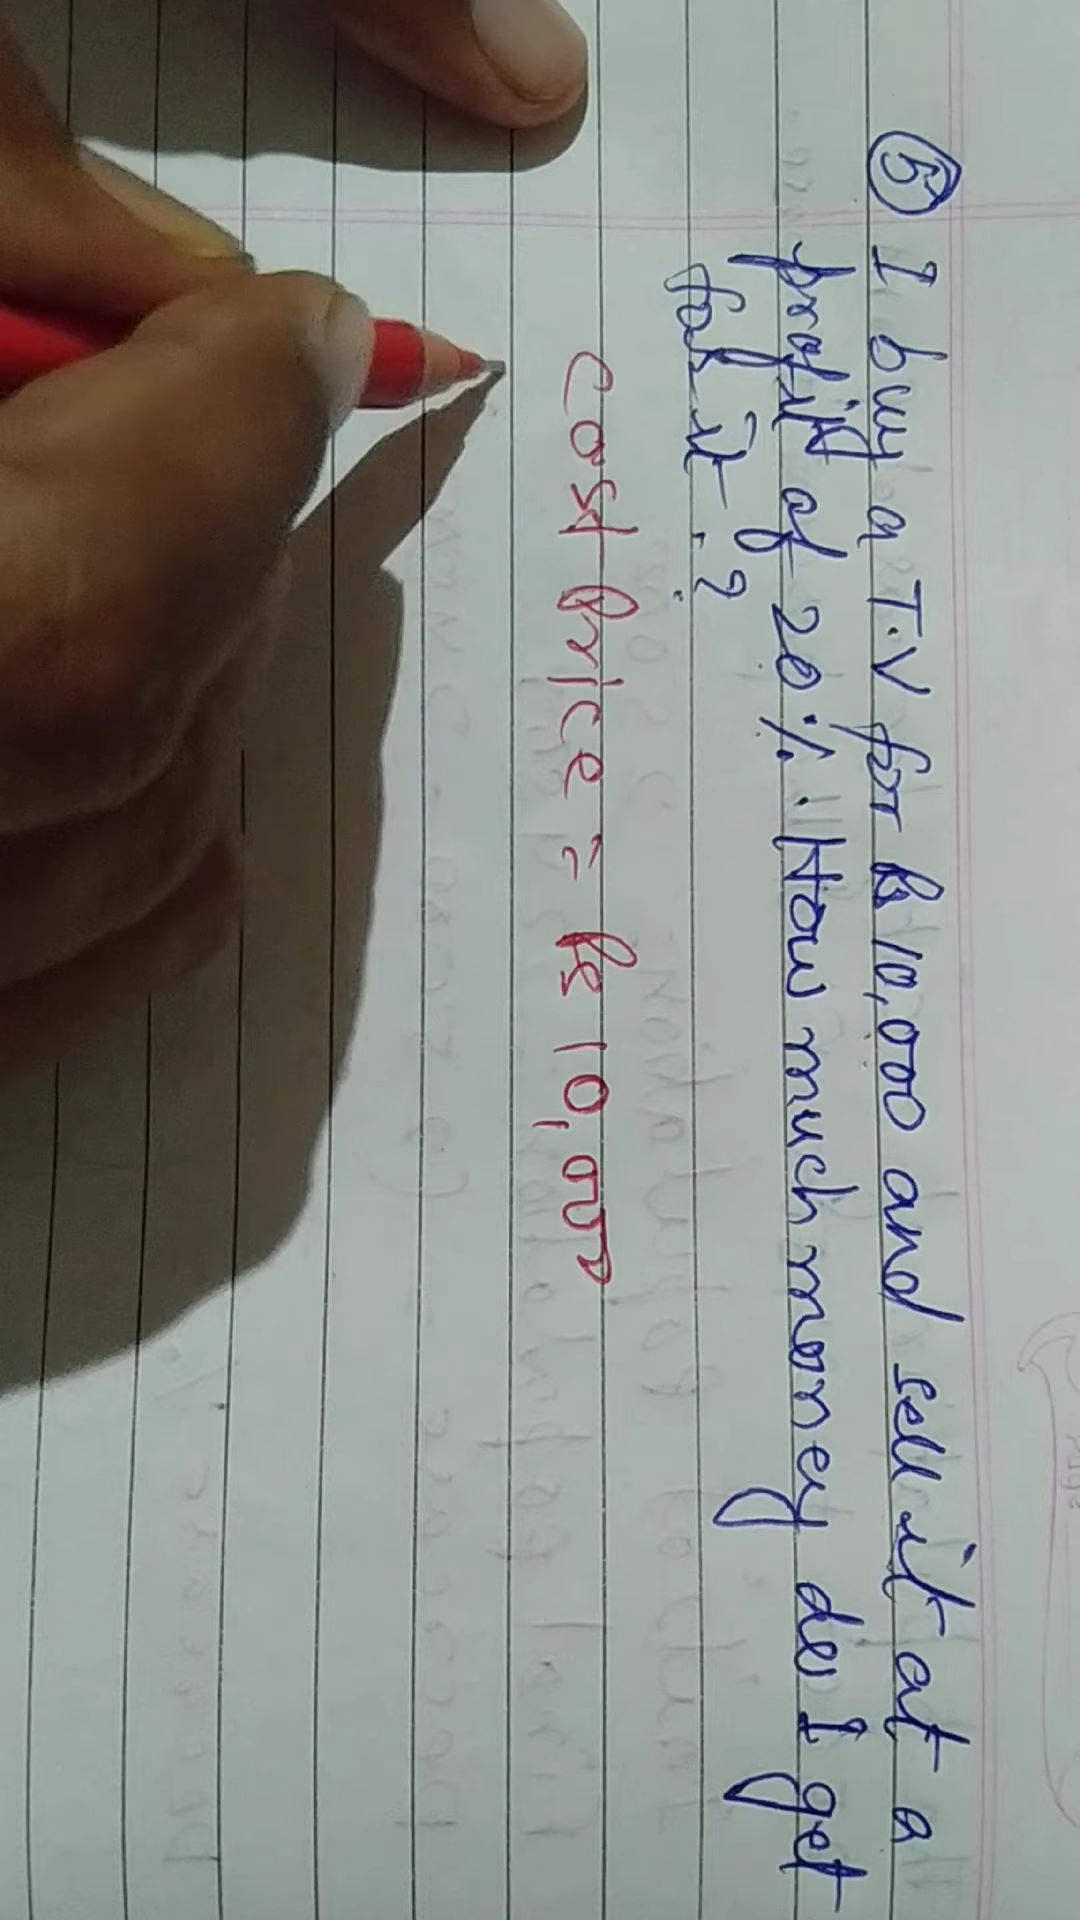 5 I buy a T.V for Rs 10,000 and sell it at a
profit of 20%. How much money do I get
for it.?
Cost Price = Rs 10,000